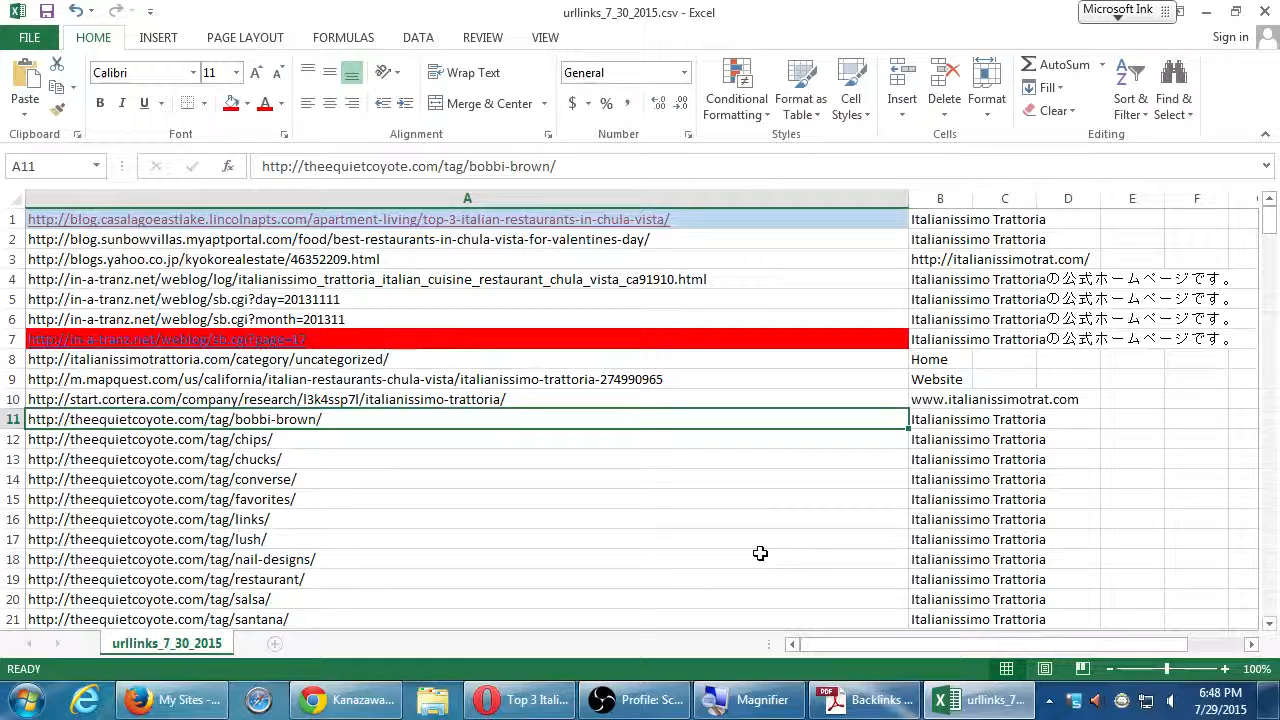 urllinks_7_30_2015.csv - Excel
Microsoft Ink
FILE HOME INSERT PAGE LAYOUT FORMULAS DATA REVIEW VIEW Sign in
Calibri 11 Wrap Text General AutoSum
Paste B I U Merge & Center $ % , Conditional Formatting Format as Table Cell Styles Insert Delete Format Fill Clear Sort & Filter Find & Select
Clipboard Font Alignment Number Styles Cells Editing
A11 fx http://theequietcoyote.com/tag/bobbi-brown/
A B C D E F
1 http://blog.casalagoeastlake.lincolnapts.com/apartment-living/top-3-italian-restaurants-in-chula-vista/ Italianissimo Trattoria
2 http://blog.sunbowvillas.myaptportal.com/food/best-restaurants-in-chula-vista-for-valentines-day/ Italianissimo Trattoria
3 http://blogs.yahoo.co.jp/kyokorealestate/46352209.html http://italianissimotrat.com/
4 http://in-a-tranz.net/weblog/log/italianissimo_trattoria_italian_cuisine_restaurant_chula_vista_ca91910.html Italianissimo Trattoriaの公式ホームページです。
5 http://in-a-tranz.net/weblog/sb.cgi?day=20131111 Italianissimo Trattoriaの公式ホームページです。
6 http://in-a-tranz.net/weblog/sb.cgi?month=201311 Italianissimo Trattoriaの公式ホームページです。
7 http://in-a-tranz.net/weblog/sb.cgi?page=17 Italianissimo Trattoriaの公式ホームページです。
8 http://italianissimotrattoria.com/category/uncategorized/ Home
9 http://m.mapquest.com/us/california/italian-restaurants-chula-vista/italianissimo-trattoria-274990965 Website
10 http://start.cortera.com/company/research/l3k4ssp7l/italianissimo-trattoria/ www.italianissimotrat.com
11 http://theequietcoyote.com/tag/bobbi-brown/ Italianissimo Trattoria
12 http://theequietcoyote.com/tag/chips/ Italianissimo Trattoria
13 http://theequietcoyote.com/tag/chucks/ Italianissimo Trattoria
14 http://theequietcoyote.com/tag/converse/ Italianissimo Trattoria
15 http://theequietcoyote.com/tag/favorites/ Italianissimo Trattoria
16 http://theequietcoyote.com/tag/links/ Italianissimo Trattoria
17 http://theequietcoyote.com/tag/lush/ Italianissimo Trattoria
18 http://theequietcoyote.com/tag/nail-designs/ Italianissimo Trattoria
19 http://theequietcoyote.com/tag/restaurant/ Italianissimo Trattoria
20 http://theequietcoyote.com/tag/salsa/ Italianissimo Trattoria
21 http://theequietcoyote.com/tag/santana/ Italianissimo Trattoria
urllinks_7_30_2015
READY 100%
My Sites -... Kanazawa... Top 3 Itali... Profile: Sc... Magnifier Backlinks ... urllinks_7... 6:48 PM
7/29/2015